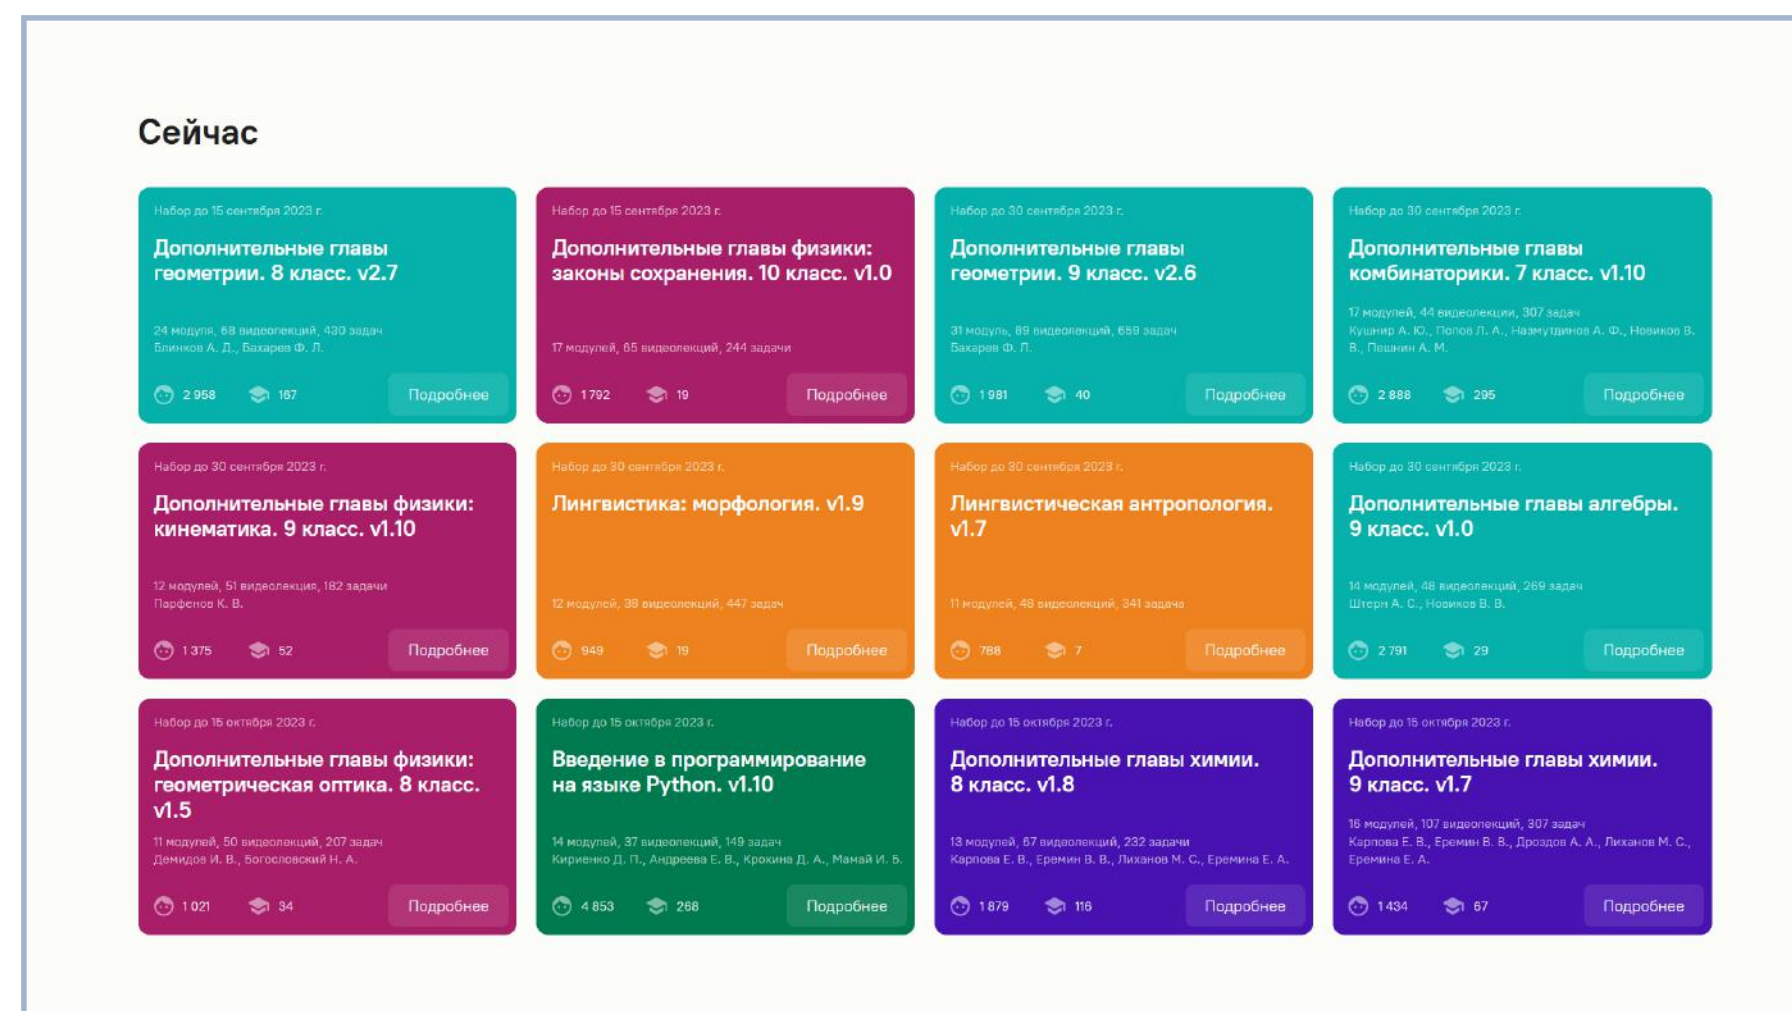 Сейчас
Набор до 15 сентября 2023 г.
Дополнительные главы
геометрии. 8 класс. v2.7
24 модуля, 68 видеолекций, 430 задач
Блинков А. Д., Бахарев Ф. Л.
2 958
167
Подробнее
Набор до 15 сентября 2023 г.
Дополнительные главы физики:
законы сохранения. 10 класс. v1.0
17 модулей, 65 видеолекций, 244 задачи
1 792
19
Подробнее
Набор до 30 сентября 2023 г.
Дополнительные главы
геометрии. 9 класс. v2.6
31 модуль, 89 видеолекций, 659 задач
Бахарев Ф. Л.
1 981
40
Подробнее
Набор до 30 сентября 2023 г.
Дополнительные главы
комбинаторики. 7 класс. v1.10
17 модулей, 44 видеолекции, 307 задач
Кушнир А. Ю., Попов Л. А., Назмутдинов А. Ф., Новиков В.
В., Пешнин А. М.
2 888
295
Подробнее
Набор до 30 сентября 2023 г.
Дополнительные главы физики:
кинематика. 9 класс. v1.10
12 модулей, 51 видеолекция, 182 задачи
Парфенов К. В.
1 375
52
Подробнее
Набор до 30 сентября 2023 г.
Лингвистика: морфология. v1.9
12 модулей, 38 видеолекций, 447 задач
949
19
Подробнее
Набор до 30 сентября 2023 г.
Лингвистическая антропология.
v1.7
11 модулей, 48 видеолекций, 341 задача
788
7
Подробнее
Набор до 30 сентября 2023 г.
Дополнительные главы алгебры.
9 класс. v1.0
14 модулей, 48 видеолекций, 269 задач
Штерн А. С., Новиков В. В.
2 791
29
Подробнее
Набор до 15 октября 2023 г.
Дополнительные главы физики:
геометрическая оптика. 8 класс.
v1.5
11 модулей, 50 видеолекций, 207 задач
Демидов И. В., Богословский Н. А.
1 021
34
Подробнее
Набор до 15 октября 2023 г.
Введение в программирование
на языке Python. v1.10
14 модулей, 37 видеолекций, 149 задач
Кириенко Д. П., Андреева Е. В., Крохина Д. А., Мамай И. Б.
4 853
268
Подробнее
Набор до 15 октября 2023 г.
Дополнительные главы химии.
8 класс. v1.8
13 модулей, 67 видеолекций, 232 задачи
Карпова Е. В., Еремин В. В., Лиханов М. С., Еремина Е. А.
1 879
116
Подробнее
Набор до 15 октября 2023 г.
Дополнительные главы химии.
9 класс. v1.7
16 модулей, 107 видеолекций, 307 задач
Карпова Е. В., Еремин В. В., Дроздов А. А., Лиханов М. С.,
Еремина Е. А.
1 434
67
Подробнее